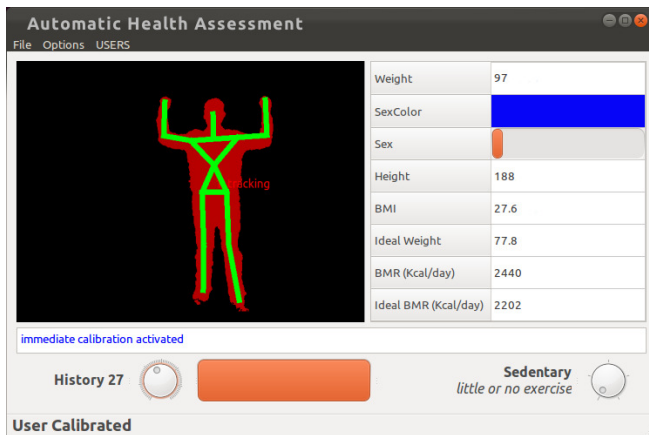 Automatic Health Assessment
File Options USERS
Weight 97
SexColor
Sex
Height 188
BMI 27.6
Ideal Weight 77.8
BMR (Kcal/day) 2440
Ideal BMR (Kcal/day) 2202
immediate calibration activated
History 27
Sedentary
little or no exercise
User Calibrated